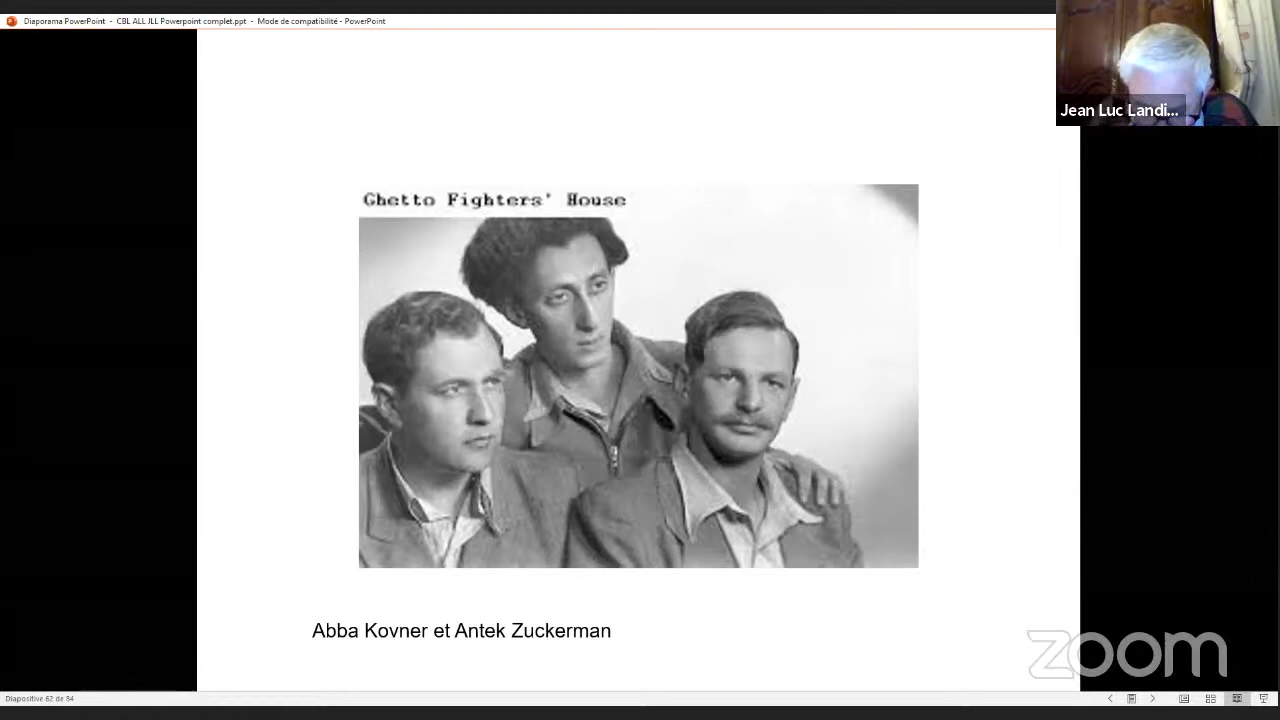 Diaporama PowerPoint - CBL ALL JLL Powerpoint complet.ppt - Mode de compatibilité - PowerPoint
Jean Luc Landi...
Ghetto Fighters' House
Abba Kovner et Antek Zuckerman
zoom
Diapositive 62 de 84